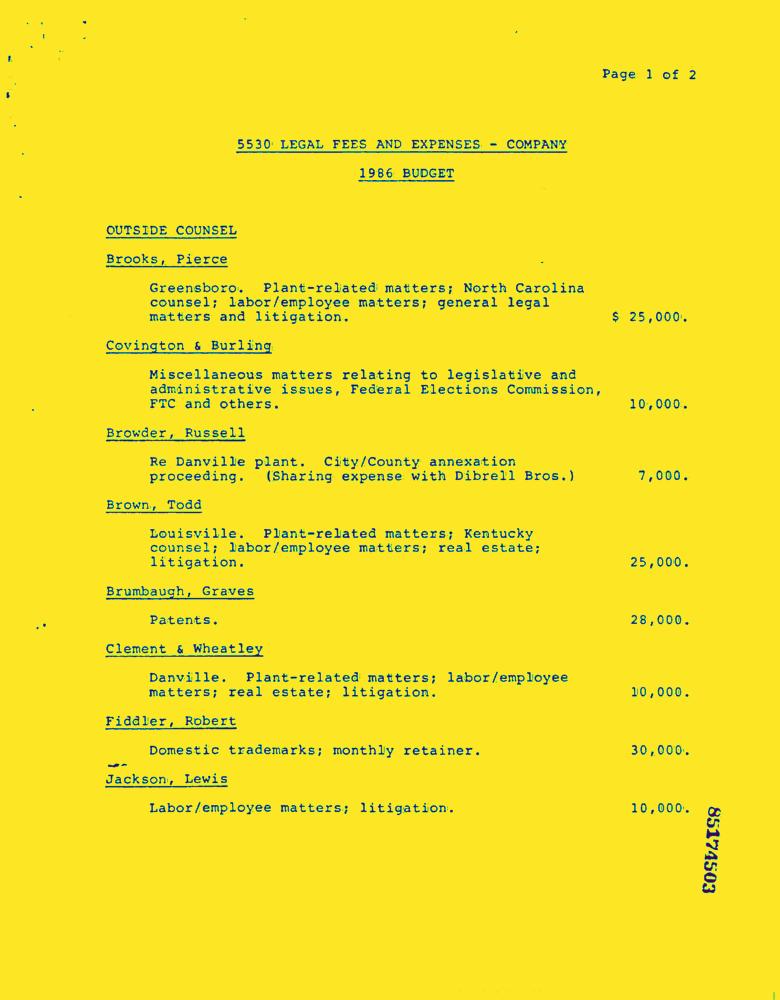 Page 1 of 2
5530 LEGAL FEES AND EXPENSES - COMPANY
1986 BUDGET
OUTSIDE COUNSEL
Brooks, Pierce
Greensboro. Plant-related matters; North Carolina
counsel; labor/employee matters; general legal
matters and litigation. $ 25,000.
Covington & Burling
Miscellaneous matters relating to legislative and
administrative issues, Federal Elections Commission,
FTC and others. 10,000.
Browder, Russell
Re Danville plant. City/County annexation
proceeding. (Sharing expense with Dibrell Bros.) 7,000.
Brown, Todd
Louisville. Plant-related matters; Kentucky
counsel; labor/employee matters; real estate;
litigation. 25,000.
Brumbaugh, Graves
Patents. 28,000.
Clement & Wheatley
Danville. Plant-related matters; labor/employee
matters; real estate; litigation. 10,000.
Fiddler, Robert
Domestic trademarks; monthly retainer. 30,000.
Jackson, Lewis
Labor/employee matters; litigation. 10,000.
85174503